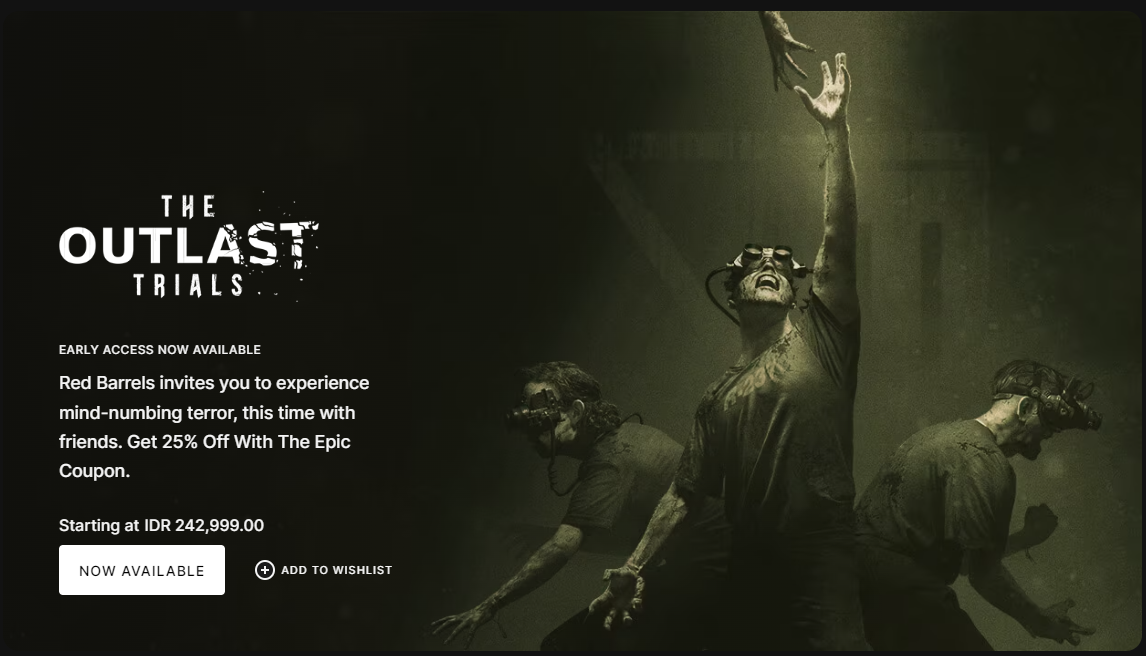 THE
OUTLAST
TRIALS
EARLY ACCESS NOW AVAILABLE
Red Barrels invites you to experience
mind-numbing terror, this time with
friends. Get 25% Off With The Epic
Coupon.
Starting at IDR 242,999.00
NOW AVAILABLE
ADD TO WISHLIST